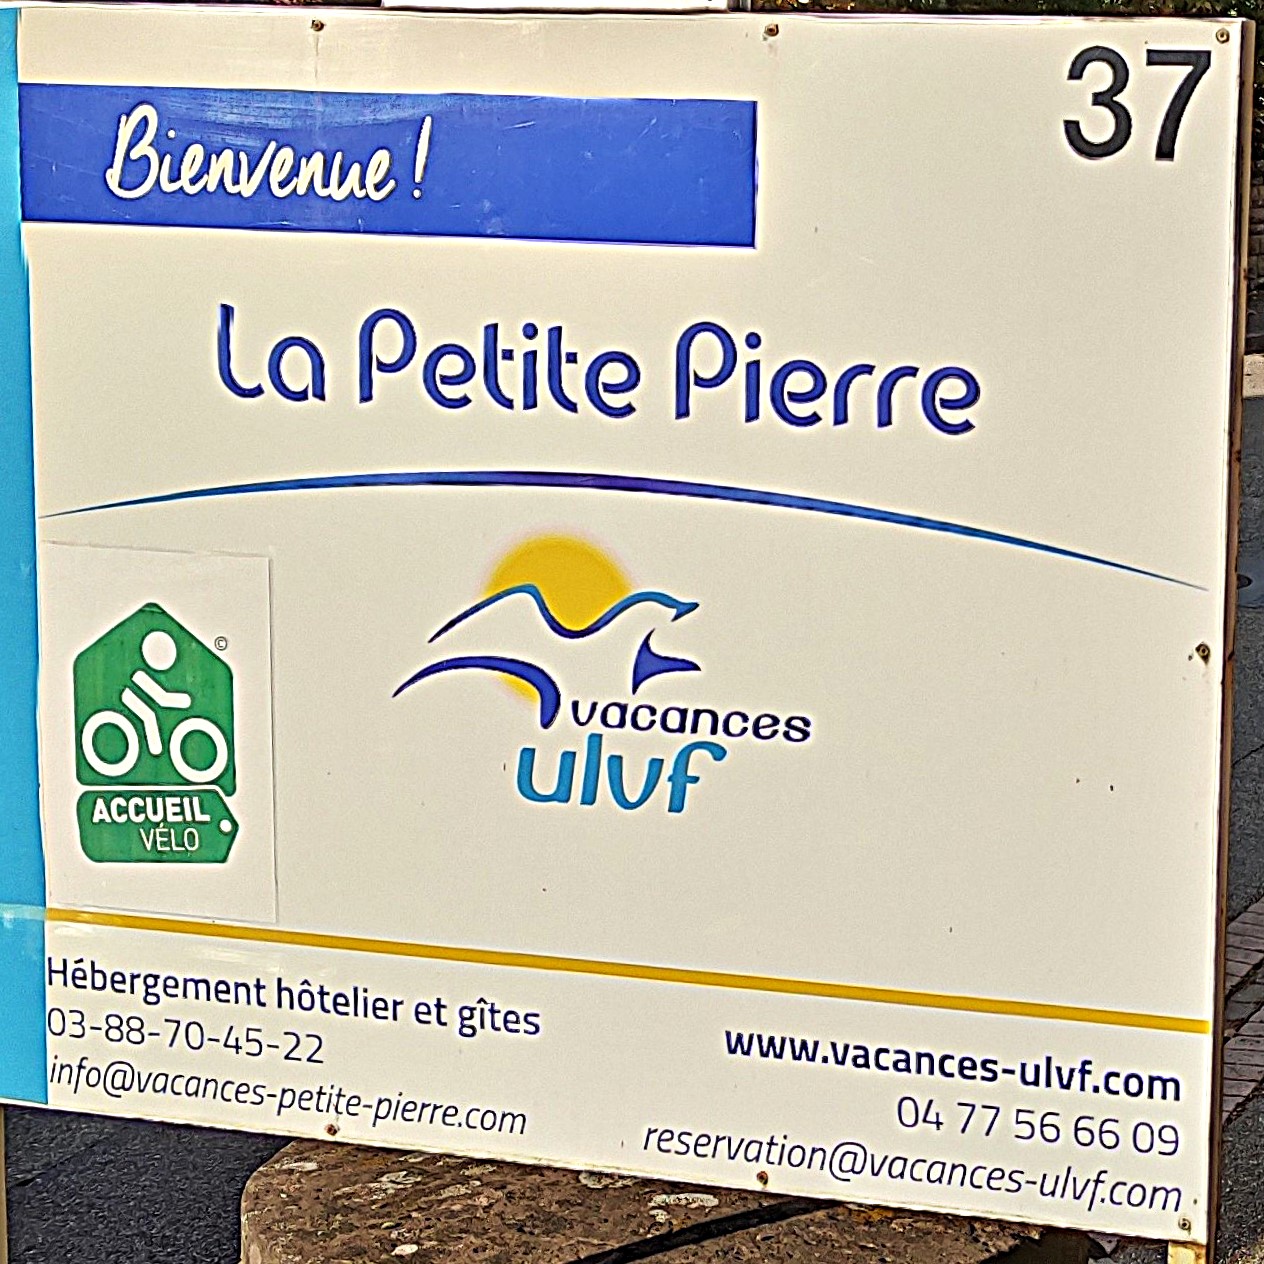 37
Bienvenue !
La Petite Pierre
vacances
ulvf
©
ACCUEIL
VÉLO
Hébergement hôtelier et gîtes
03-88-70-45-22
info@vacances-petite-pierre.com
www.vacances-ulvf.com
04 77 56 66 09
reservation@vacances-ulvf.com